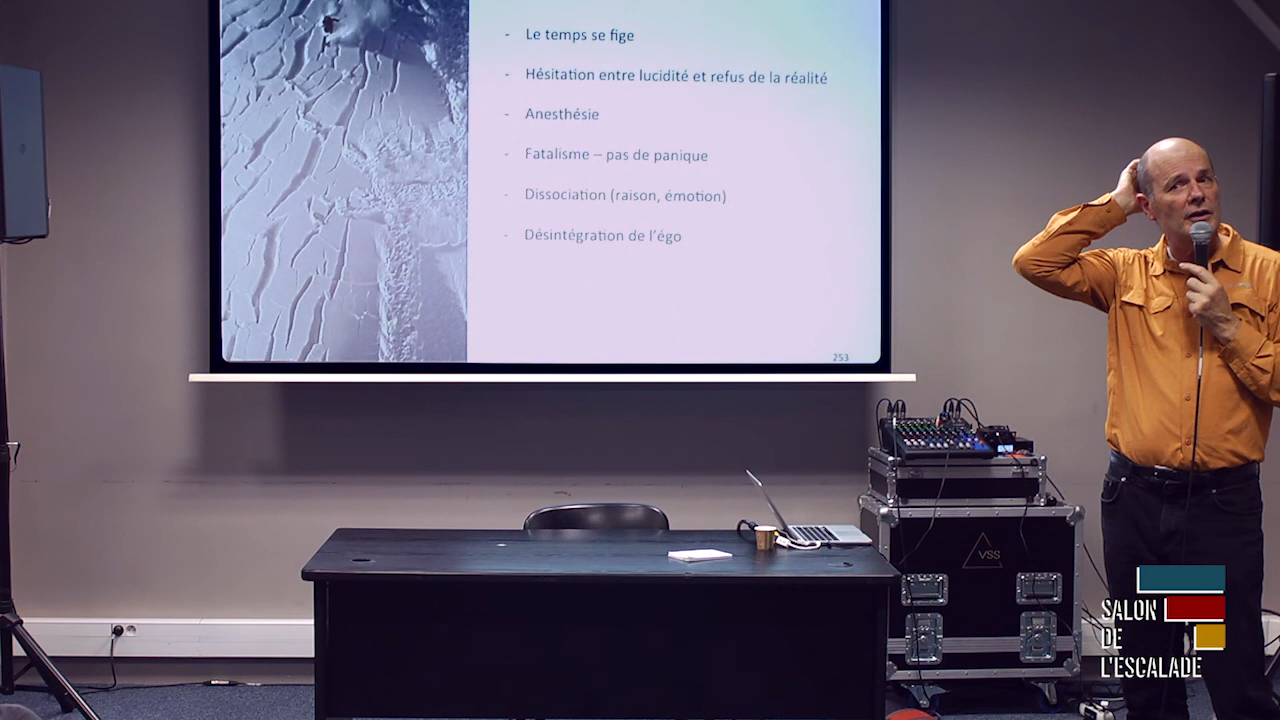 - Le temps se fige
- Hésitation entre lucidité et refus de la réalité
- Anesthésie
- Fatalisme – pas de panique
- Dissociation (raison, émotion)
- Désintégration de l'égo
253
VSS
SALON
DE
L'ESCALADE